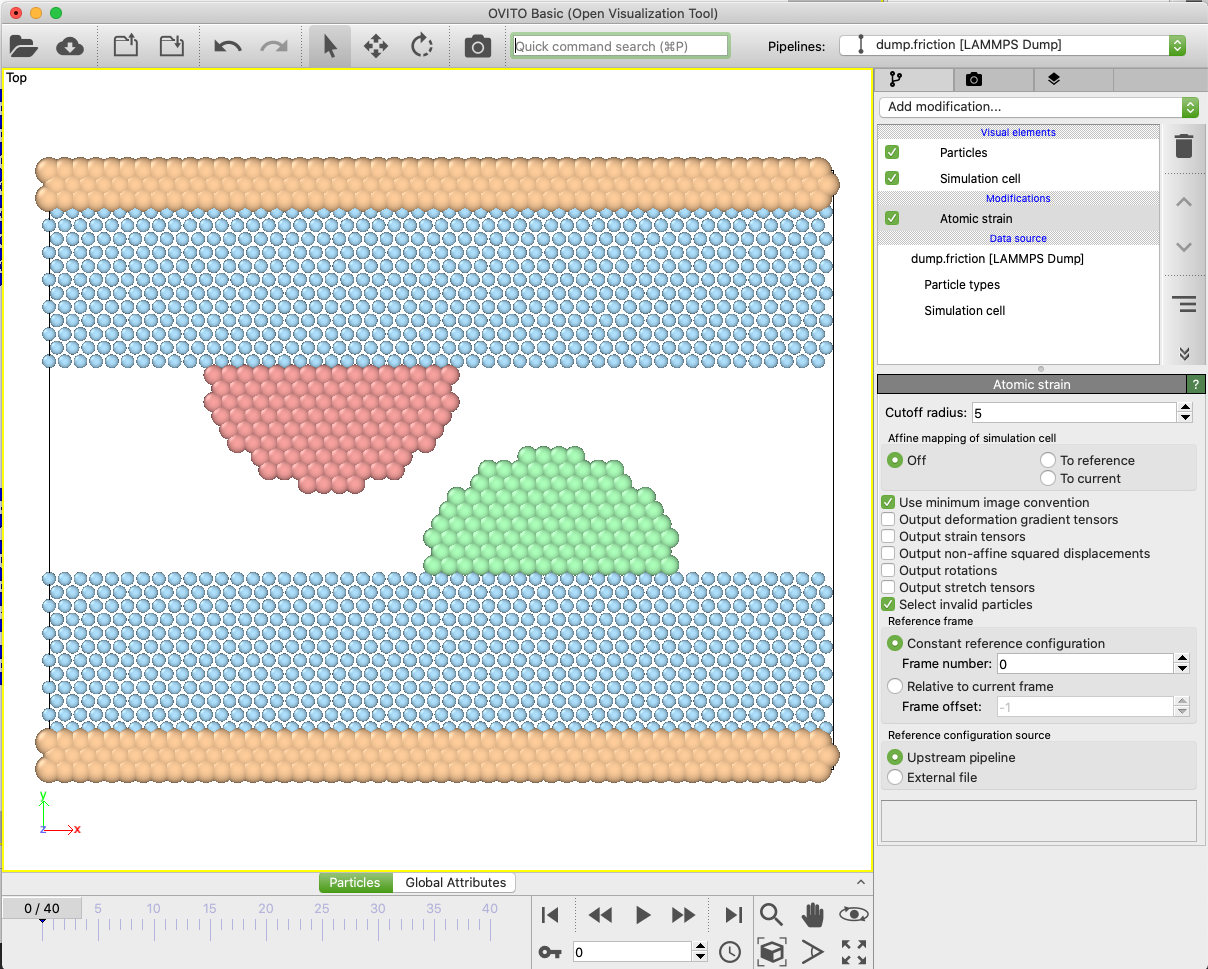 OVITO Basic (Open Visualization Tool)
Quick command search (⌘P)
Pipelines:
dump.friction [LAMMPS Dump]
Top
Add modification...
Visual elements
Particles
Simulation cell
Modifications
Atomic strain
Data source
dump.friction [LAMMPS Dump]
Particle types
Simulation cell
Atomic strain
?
Cutoff radius: 5
Affine mapping of simulation cell
Off
To reference
To current
Use minimum image convention
Output deformation gradient tensors
Output strain tensors
Output non-affine squared displacements
Output rotations
Output stretch tensors
Select invalid particles
Reference frame
Constant reference configuration
Frame number: 0
Relative to current frame
Frame offset: -1
Reference configuration source
Upstream pipeline
External file
y
z x
Particles Global Attributes
0 / 40 5 10 15 20 25 30 35 40
0